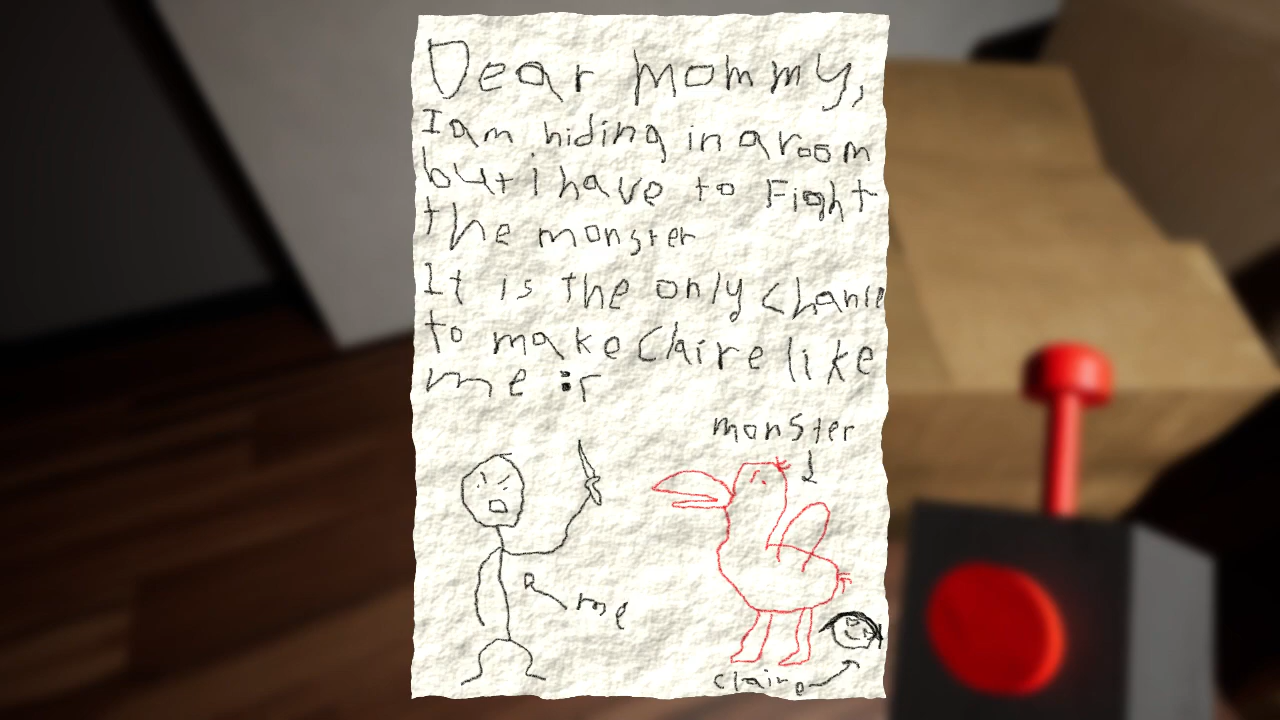 Dear mommy,
I am hiding in a room
but i have to Fight
the monster
It is the only chance
to make Claire like
me :r
monster
me
Claire